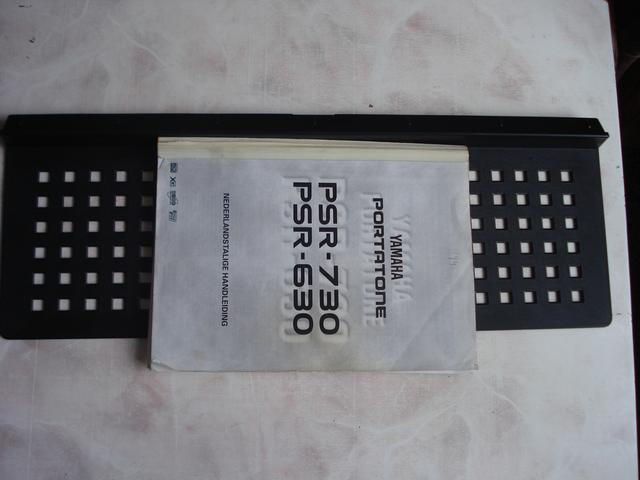 YAMAHA
PORTATONE
PSR-730
PSR-630
NEDERLANDSTALIGE HANDLEIDING